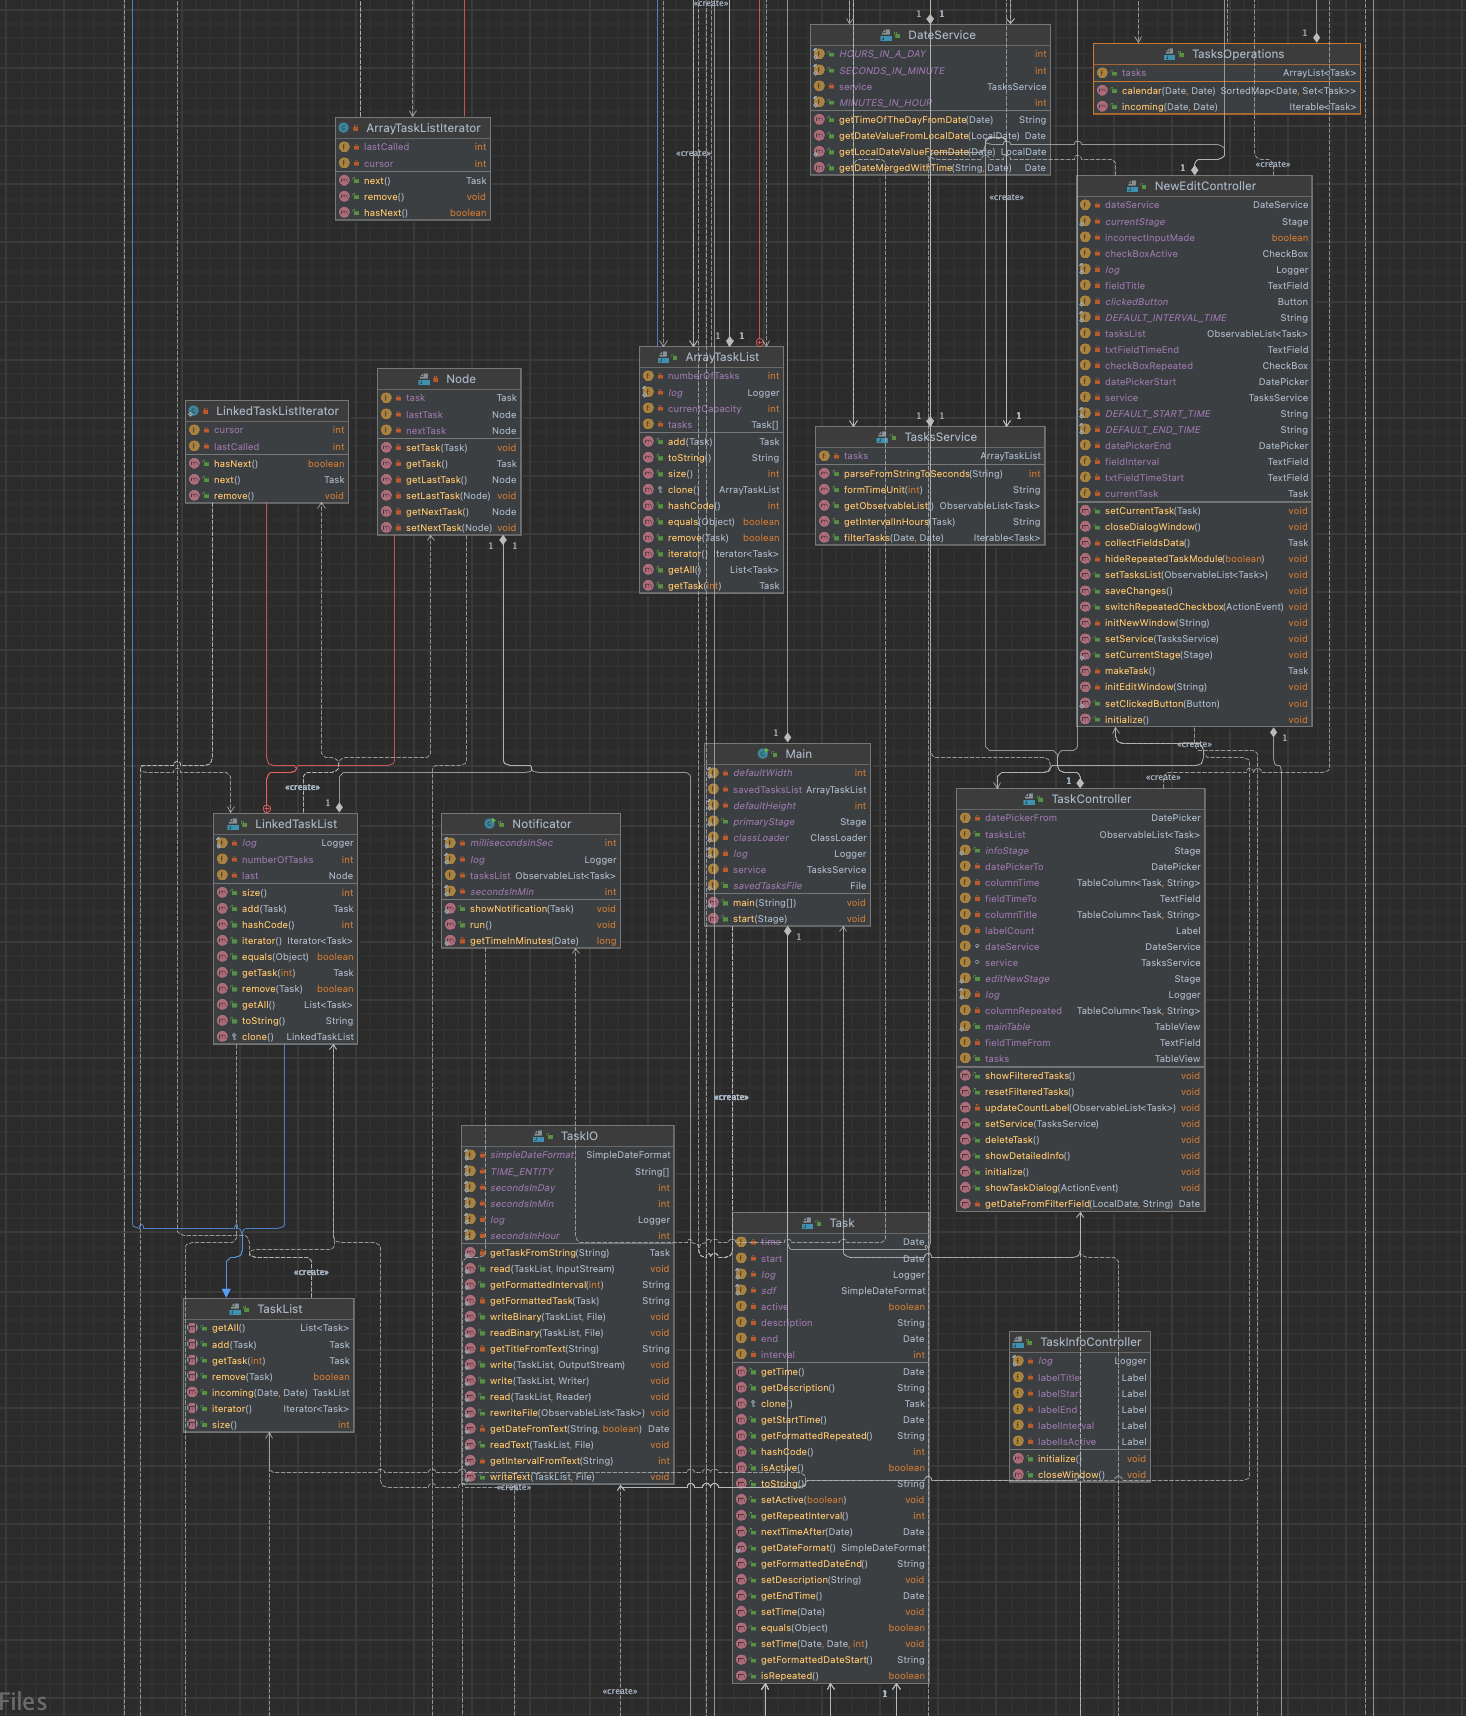 «create»
DateService
HOURS_IN_A_DAY int
SECONDS_IN_MINUTE int
service TasksService
MINUTES_IN_HOUR int
getTimeOfTheDayFromDate(Date) String
getDateValueFromLocalDate(LocalDate) Date
getLocalDateValueFromDate(Date) LocalDate
getDateMergedWithTime(String, Date) Date
1 1
TasksOperations
tasks ArrayList<Task>
calendar(Date, Date) SortedMap<Date, Set<Task>>
incoming(Date, Date) Iterable<Task>
1
ArrayTaskListIterator
lastCalled int
cursor int
next() Task
remove() void
hasNext() boolean
«create»
«create»
«create»
1
NewEditController
dateService DateService
currentStage Stage
incorrectInputMade boolean
checkBoxActive CheckBox
log Logger
fieldTitle TextField
clickedButton Button
DEFAULT_INTERVAL_TIME String
tasksList ObservableList<Task>
txtFieldTimeEnd TextField
checkBoxRepeated CheckBox
datePickerStart DatePicker
service TasksService
DEFAULT_START_TIME String
DEFAULT_END_TIME String
datePickerEnd DatePicker
fieldInterval TextField
txtFieldTimeStart TextField
currentTask Task
setCurrentTask(Task) void
closeDialogWindow() void
collectFieldsData() Task
hideRepeatedTaskModule(boolean) void
setTasksList(ObservableList<Task>) void
saveChanges() void
switchRepeatedCheckbox(ActionEvent) void
initNewWindow(String) void
setService(TasksService) void
setCurrentStage(Stage) void
makeTask() Task
initEditWindow(String) void
setClickedButton(Button) void
initialize() void
1 1
ArrayTaskList
numberOfTasks int
log Logger
currentCapacity int
tasks Task[]
add(Task) Task
toString() String
size() int
clone() ArrayTaskList
hashCode() int
equals(Object) boolean
remove(Task) boolean
iterator() Iterator<Task>
getAll() List<Task>
getTask(int) Task
Node
task Task
lastTask Node
nextTask Node
setTask(Task) void
getTask() Task
getLastTask() Node
setLastTask(Node) void
getNextTask() Node
setNextTask(Node) void
1 1
LinkedTaskListIterator
cursor int
lastCalled int
hasNext() boolean
next() Task
remove() void
1 1 1
TasksService
tasks ArrayTaskList
parseFromStringToSeconds(String) int
formTimeUnit(int) String
getObservableList() ObservableList<Task>
getIntervalInHours(Task) String
filterTasks(Date, Date) Iterable<Task>
1
Main
defaultWidth int
savedTasksList ArrayTaskList
defaultHeight int
primaryStage Stage
classLoader ClassLoader
log Logger
service TasksService
savedTasksFile File
main(String[]) void
start(Stage) void
1
«create»
1
«create»
1
TaskController
datePickerFrom DatePicker
tasksList ObservableList<Task>
infoStage Stage
datePickerTo DatePicker
columnTime TableColumn<Task, String>
fieldTimeTo TextField
columnTitle TableColumn<Task, String>
labelCount Label
dateService DateService
service TasksService
editNewStage Stage
log Logger
columnRepeated TableColumn<Task, String>
mainTable TableView
fieldTimeFrom TextField
tasks TableView
showFilteredTasks() void
resetFilteredTasks() void
updateCountLabel(ObservableList<Task>) void
setService(TasksService) void
deleteTask() void
showDetailedInfo() void
initialize() void
showTaskDialog(ActionEvent) void
getDateFromFilterField(LocalDate, String) Date
«create»
1
LinkedTaskList
log Logger
numberOfTasks int
last Node
size() int
add(Task) Task
hashCode() int
iterator() Iterator<Task>
equals(Object) boolean
getTask(int) Task
remove(Task) boolean
getAll() List<Task>
toString() String
clone() LinkedTaskList
Notificator
millisecondsInSec int
log Logger
tasksList ObservableList<Task>
secondsInMin int
showNotification(Task) void
run() void
getTimeInMinutes(Date) long
«create»
TaskIO
simpleDateFormat SimpleDateFormat
TIME_ENTITY String[]
secondsInDay int
secondsInMin int
log Logger
secondsInHour int
getTaskFromString(String) Task
read(TaskList, InputStream) void
getFormattedInterval(int) String
getFormattedTask(Task) String
writeBinary(TaskList, File) void
readBinary(TaskList, File) void
getTitleFromText(String) String
write(TaskList, OutputStream) void
write(TaskList, Writer) void
read(TaskList, Reader) void
rewriteFile(ObservableList<Task>) void
getDateFromText(String, boolean) Date
readText(TaskList, File) void
getIntervalFromText(String) int
writeText(TaskList, File) void
«create»
Task
time Date
start Date
log Logger
sdf SimpleDateFormat
active boolean
description String
end Date
interval int
getTime() Date
getDescription() String
clone() Task
getStartTime() Date
getFormattedRepeated() String
hashCode() int
isActive() boolean
toString() String
setActive(boolean) void
getRepeatInterval() int
nextTimeAfter(Date) Date
getDateFormat() SimpleDateFormat
getFormattedDateEnd() String
setDescription(String) void
getEndTime() Date
setTime(Date) void
equals(Object) boolean
setTime(Date, Date, int) void
getFormattedDateStart() String
isRepeated() boolean
1
«create»
TaskList
getAll() List<Task>
add(Task) Task
getTask(int) Task
remove(Task) boolean
incoming(Date, Date) TaskList
iterator() Iterator<Task>
size() int
TaskInfoController
log Logger
labelTitle Label
labelStart Label
labelEnd Label
labelInterval Label
labelIsActive Label
initialize() void
closeWindow() void
«create»
Files